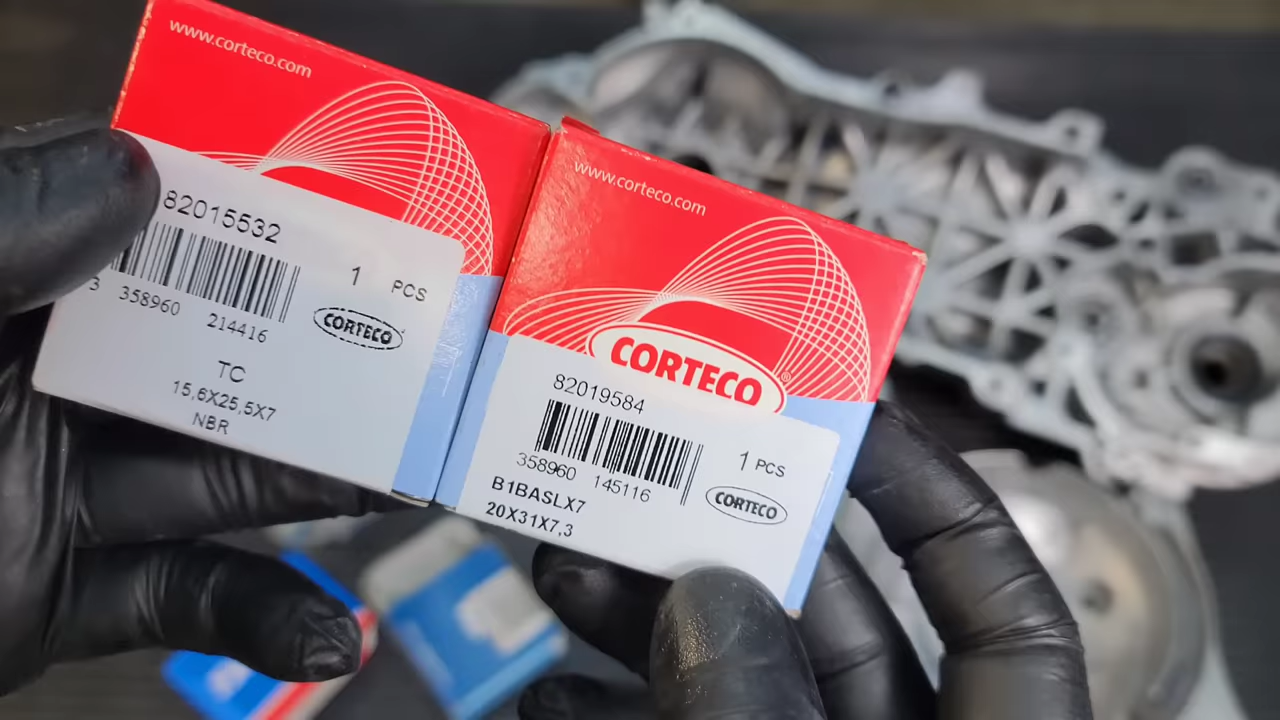 www.corteco.com
82015532
1 PCS
3 358960 214416
CORTECO
TC
15,6X25,5X7
NBR
www.corteco.com
CORTECO®
82019584
1 PCS
358960 145116
CORTECO
B1BASLX7
20X31X7,3